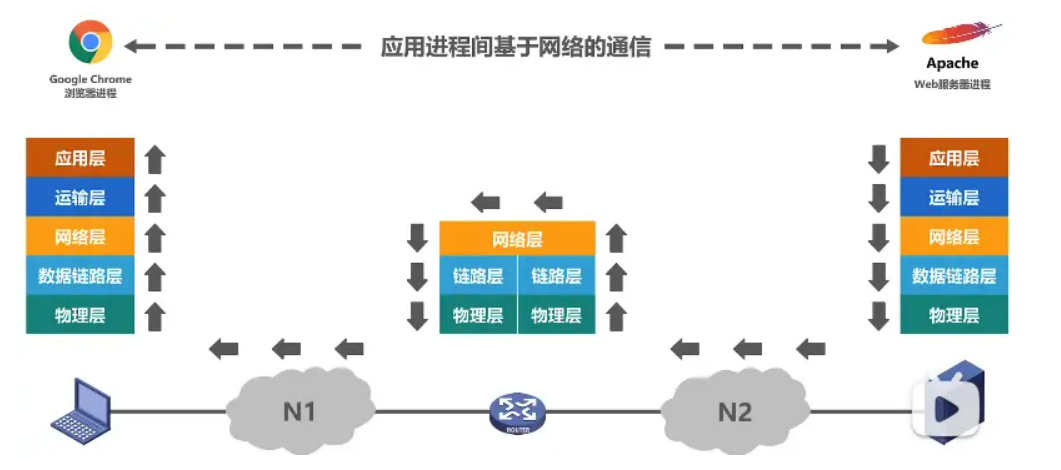 应用进程间基于网络的通信
Google Chrome
浏览器进程
Apache
Web服务器进程
应用层
运输层
网络层
数据链路层
物理层
网络层
链路层 链路层
物理层 物理层
应用层
运输层
网络层
数据链路层
物理层
N1
ROUTER
N2